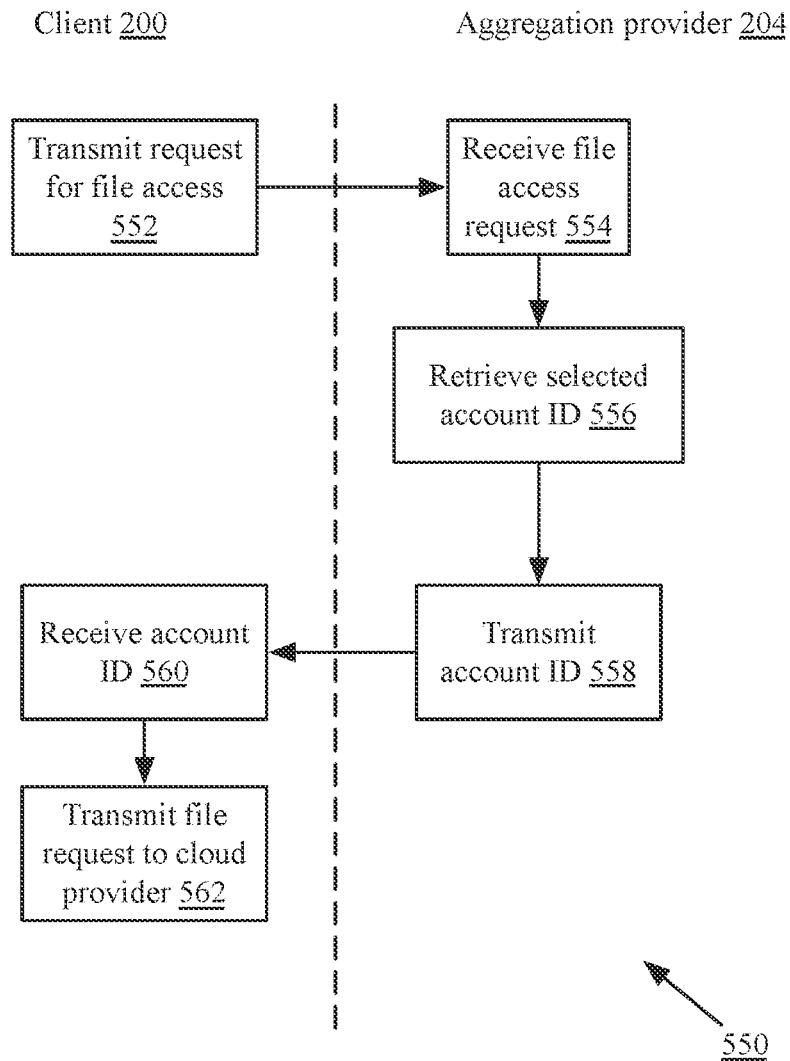 Client 200
Aggregation provider 204
Transmit request
for file access
552
Receive file
access
request 554
Retrieve selected
account ID 556
Transmit
account ID 558
Receive account
ID 560
Transmit file
request to cloud
provider 562
550